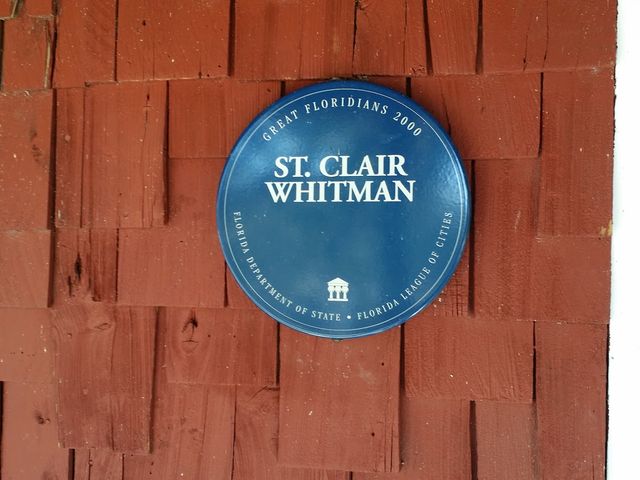 GREAT FLORIDIANS 2000
ST. CLAIR
WHITMAN
FLORIDA DEPARTMENT OF STATE • FLORIDA LEAGUE OF CITIES